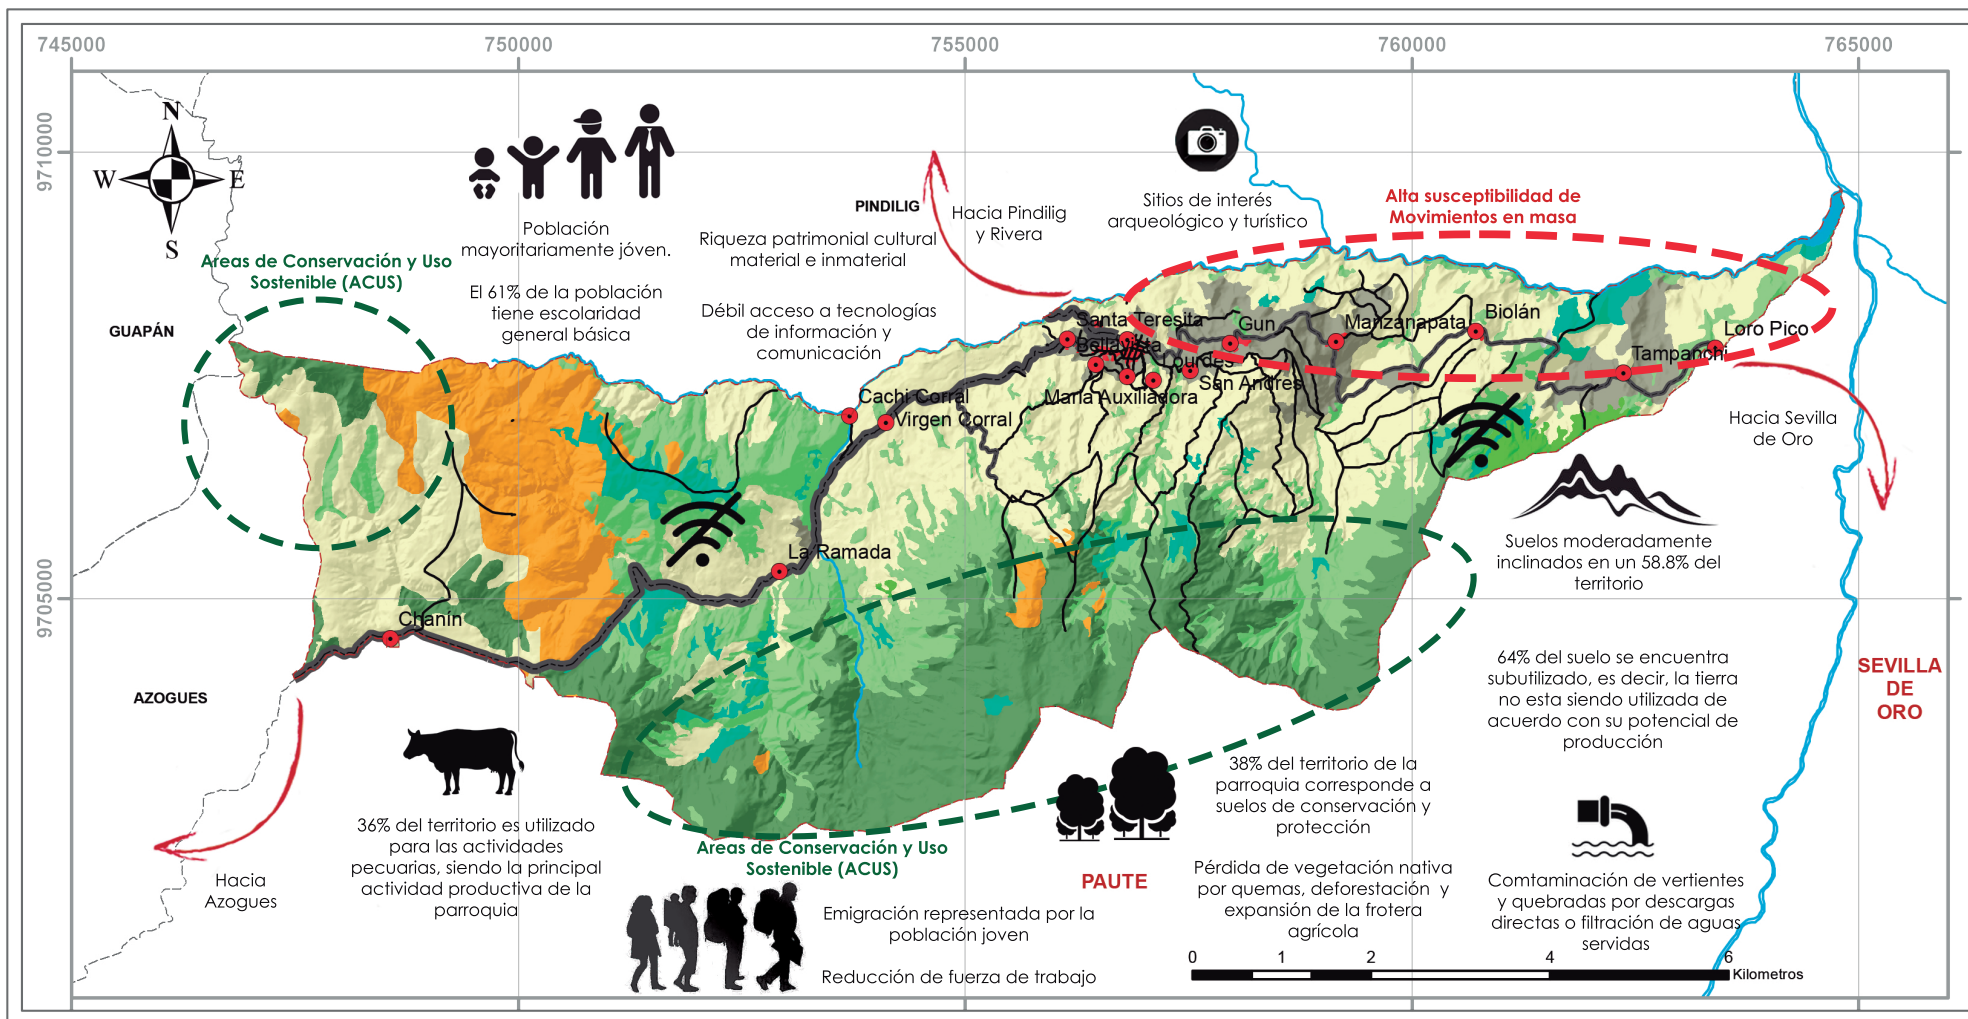 745000
750000
755000
760000
765000
9710000
9705000
N
W
E
S
Areas de Conservación y Uso
Sostenible (ACUS)
GUAPÁN
Población
mayoritariamente jóven.
El 61% de la población
tiene escolaridad
general básica
PINDILIG
Riqueza patrimonial cultural
material e inmaterial
Débil acceso a tecnologías
de información y
comunicación
Hacia Pindilig
y Rivera
Sitios de interés
arqueológico y turístico
Alta susceptibilidad de
Movimientos en masa
Santa Teresita
Bellavista
Gun
Manzanapata
Biolán
Loro Pico
Tampanchi
Lourdes
San Andres
María Auxiliadora
Cachi Corral
Virgen Corral
La Ramada
Chanín
Hacia Sevilla
de Oro
Suelos moderadamente
inclinados en un 58.8% del
territorio
64% del suelo se encuentra
subutilizado, es decir, la tierra
no esta siendo utilizada de
acuerdo con su potencial de
producción
SEVILLA
DE
ORO
AZOGUES
Hacia
Azogues
36% del territorio es utilizado
para las actividades
pecuarias, siendo la principal
actividad productiva de la
parroquia
Areas de Conservación y Uso
Sostenible (ACUS)
Emigración representada por la
población joven
Reducción de fuerza de trabajo
PAUTE
38% del territorio de la
parroquia corresponde a
suelos de conservación y
protección
Pérdida de vegetación nativa
por quemas, deforestación y
expansión de la frotera
agrícola
Comtaminación de vertientes
y quebradas por descargas
directas o filtración de aguas
servidas
0 1 2 4 6
Kilometros